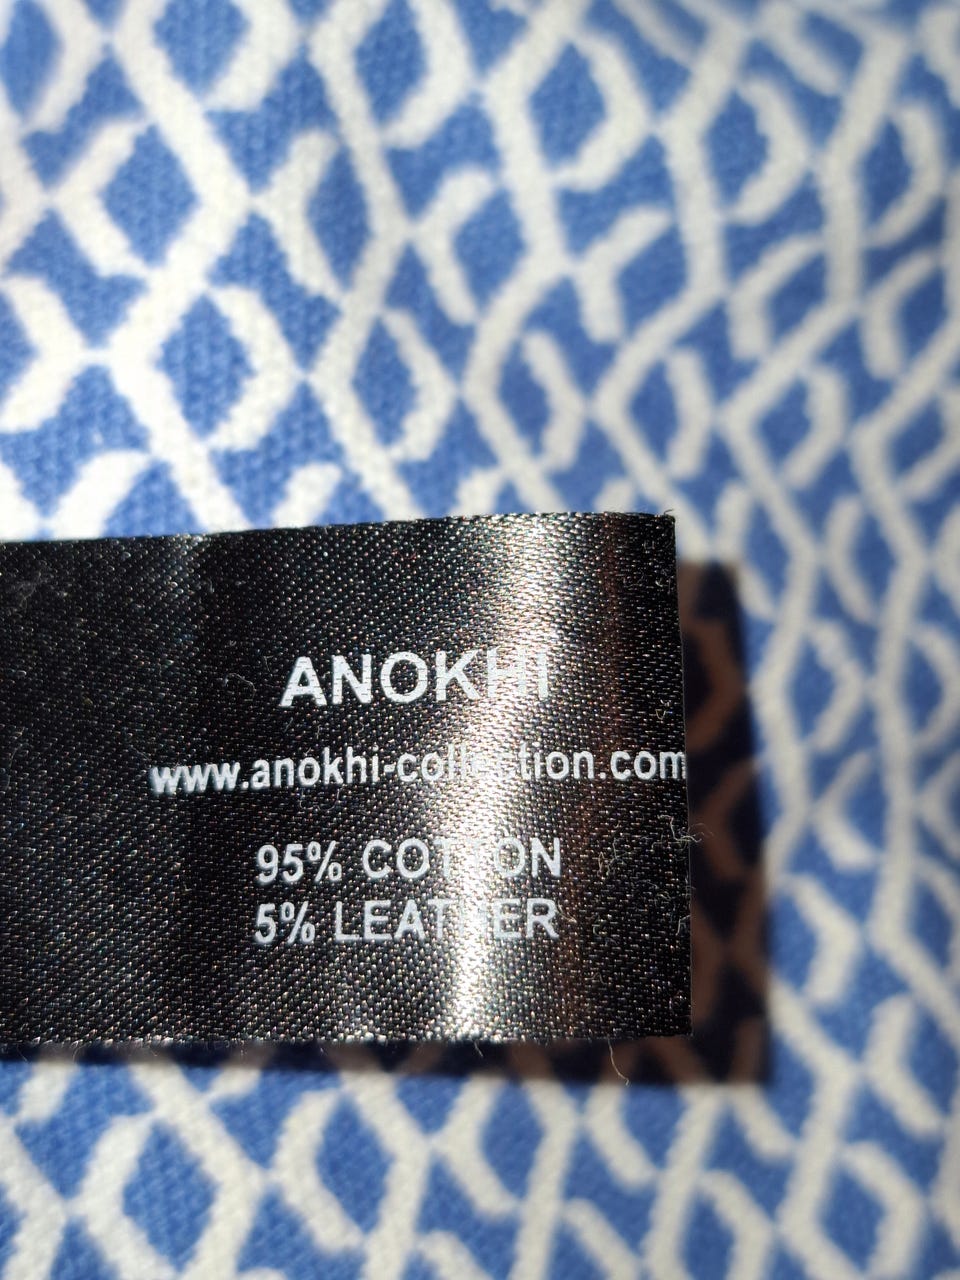 ANOKHI
www.anokhi-collection.com
95% COTTON
5% LEATHER